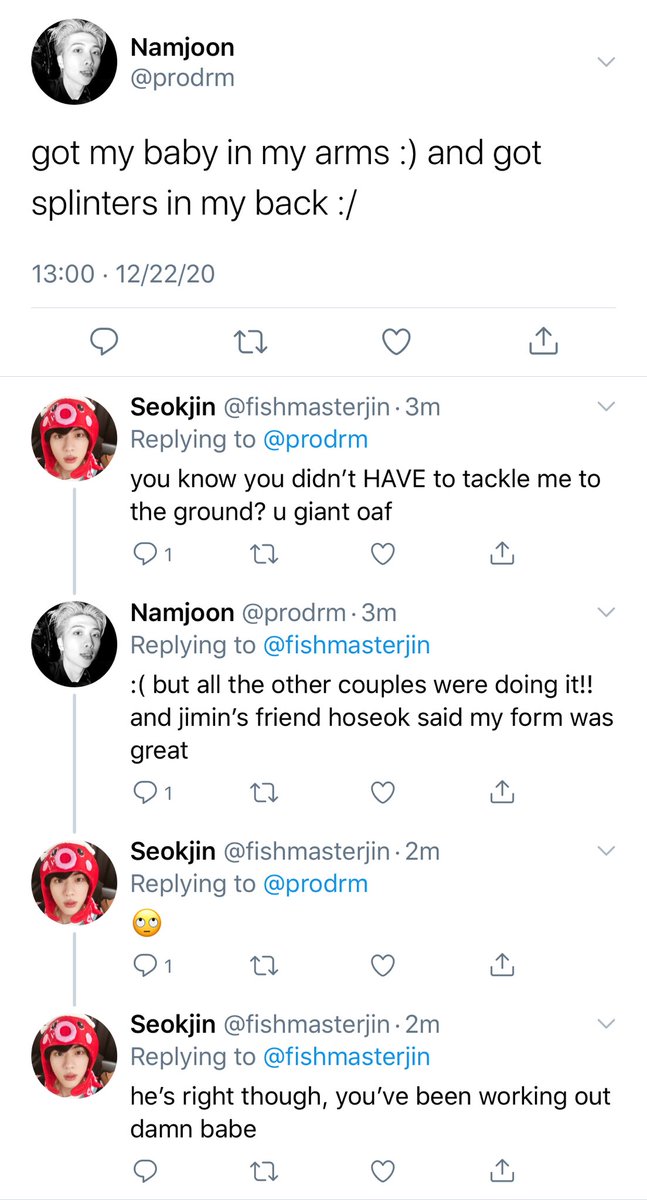 Namjoon
@prodrm
got my baby in my arms :) and got
splinters in my back :/
13:00 · 12/22/20
Seokjin @fishmasterjin · 3m
Replying to @prodrm
you know you didn’t HAVE to tackle me to
the ground? u giant oaf
1
Namjoon @prodrm · 3m
Replying to @fishmasterjin
:( but all the other couples were doing it!!
and jimin’s friend hoseok said my form was
great
1
Seokjin @fishmasterjin · 2m
Replying to @prodrm
🙄
1
Seokjin @fishmasterjin · 2m
Replying to @fishmasterjin
he’s right though, you’ve been working out
damn babe